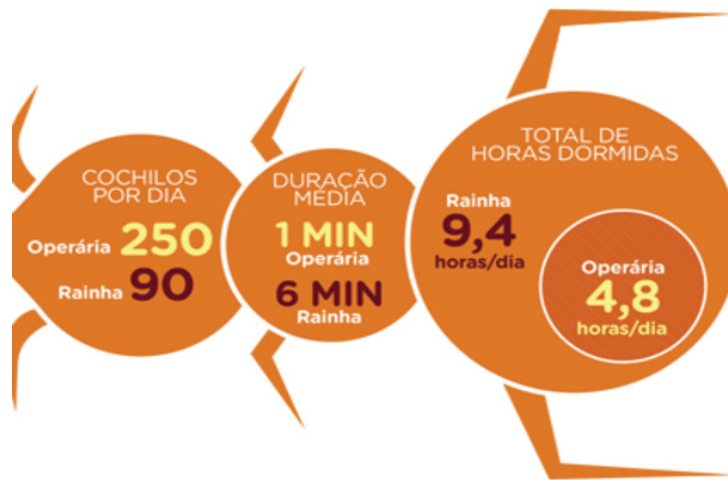 COCHILOS
POR DIA
Operária 250
Rainha 90
DURAÇÃO
MÉDIA
1 MIN
Operária
6 MIN
Rainha
TOTAL DE
HORAS DORMIDAS
Rainha
9,4
horas/dia
Operária
4,8
horas/dia